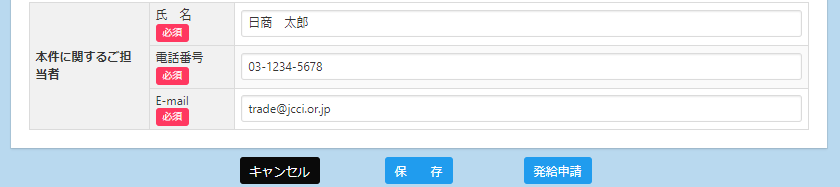 本件に関するご担
当者
氏　名
必須
日商　太郎
電話番号
必須
03-1234-5678
E-mail
必須
trade@jcci.or.jp
キャンセル
保　存
発給申請